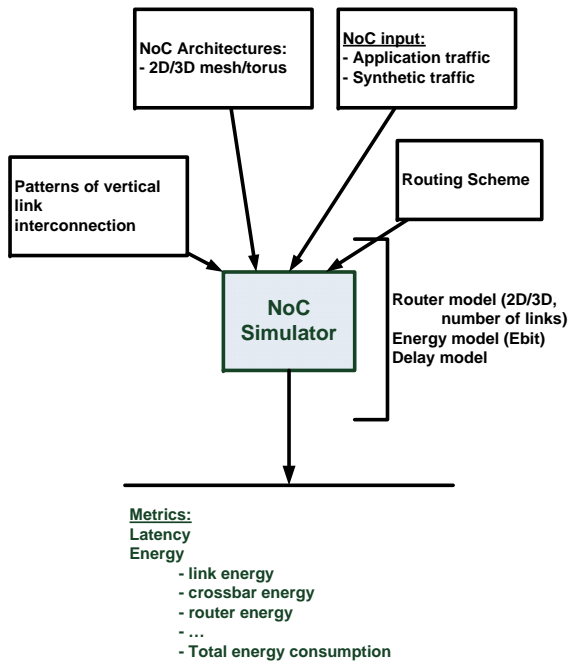 NoC Architectures:
- 2D/3D mesh/torus
NoC input:
- Application traffic
- Synthetic traffic
Patterns of vertical
link
interconnection
Routing Scheme
NoC
Simulator
Router model (2D/3D,
number of links)
Energy model (Ebit)
Delay model
Metrics:
Latency
Energy
- link energy
- crossbar energy
- router energy
- ...
- Total energy consumption